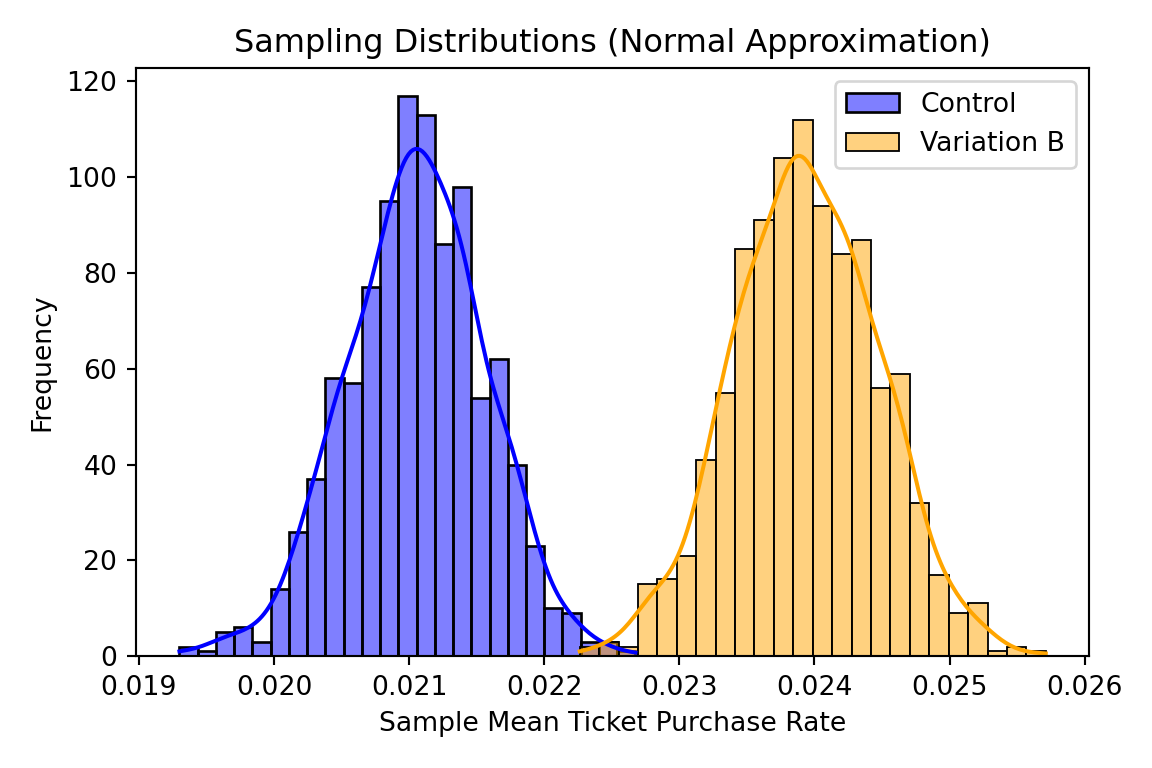 Sampling Distributions (Normal Approximation)
Control
Variation B
Frequency
120
100
80
60
40
20
0
0.019 0.020 0.021 0.022 0.023 0.024 0.025 0.026
Sample Mean Ticket Purchase Rate